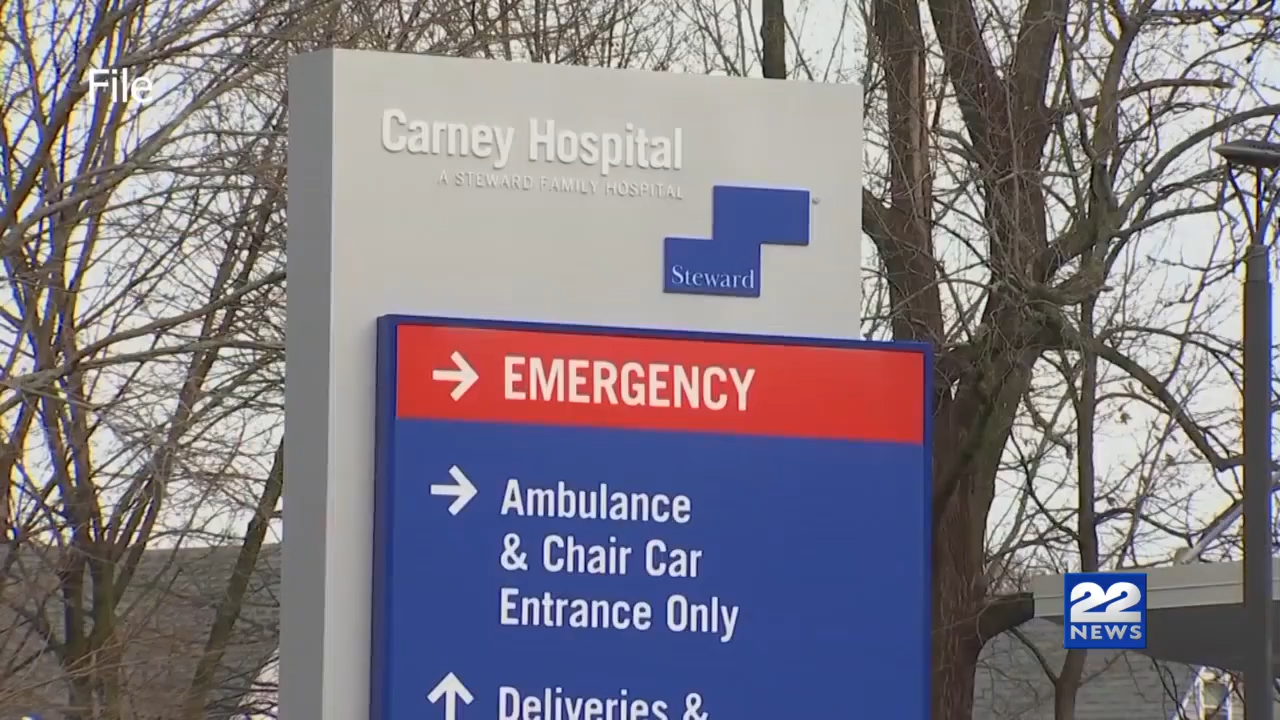 File
Carney Hospital
A STEWARD FAMILY HOSPITAL
Steward
EMERGENCY
Ambulance
& Chair Car
Entrance Only
Deliveries &
22
NEWS